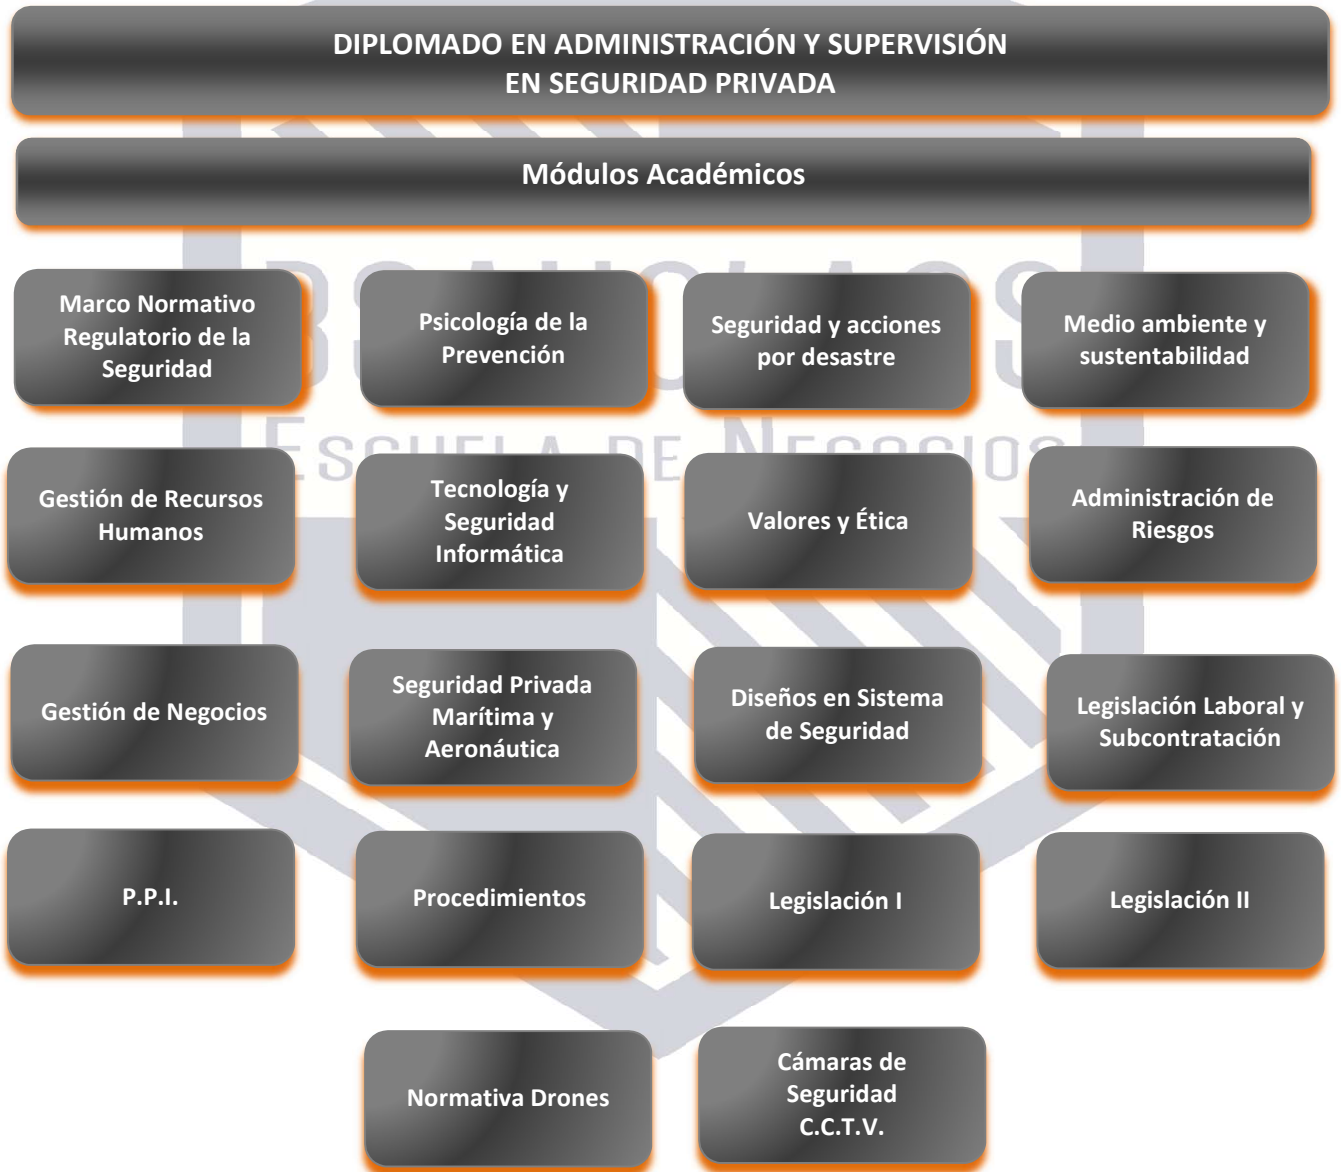 DIPLOMADO EN ADMINISTRACIÓN Y SUPERVISIÓN
EN SEGURIDAD PRIVADA
Módulos Académicos
Marco Normativo
Regulatorio de la
Seguridad
Psicología de la
Prevención
Seguridad y acciones
por desastre
Medio ambiente y
sustentabilidad
ESCUELA DE NEGOCIOS
Gestión de Recursos
Humanos
Tecnología y
Seguridad
Informática
Valores y Ética
Administración de
Riesgos
Gestión de Negocios
Seguridad Privada
Marítima y
Aeronáutica
Diseños en Sistema
de Seguridad
Legislación Laboral y
Subcontratación
P.P.I.
Procedimientos
Legislación I
Legislación II
Normativa Drones
Cámaras de
Seguridad
C.C.T.V.